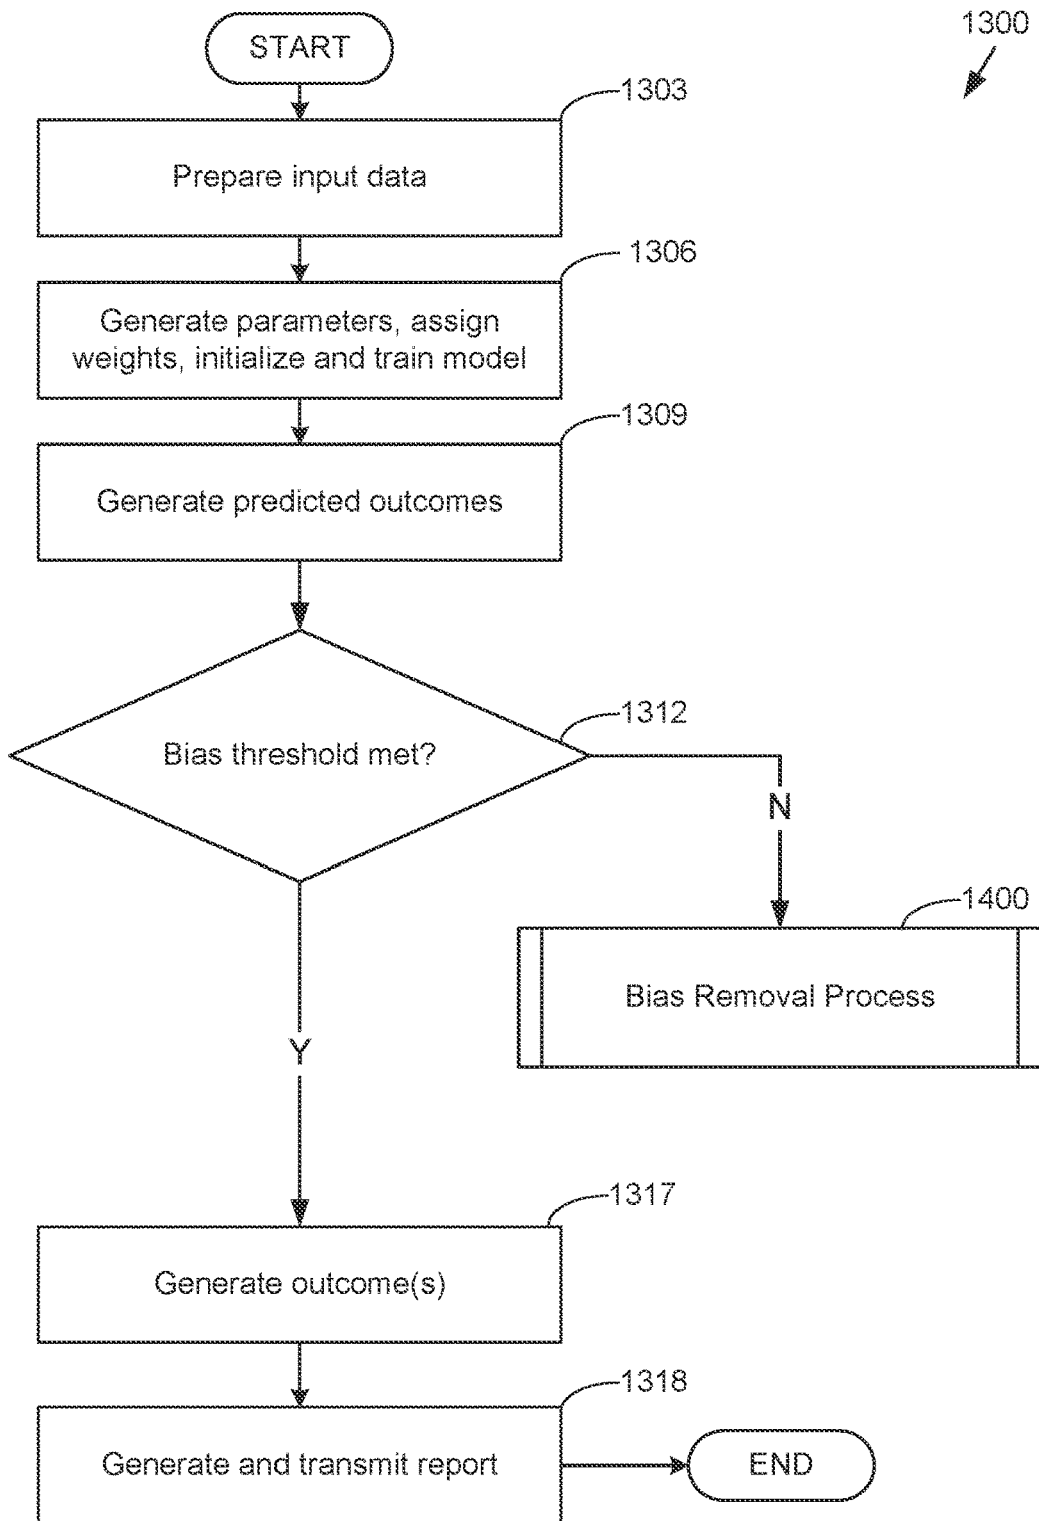 START
1300
1303
Prepare input data
1306
Generate parameters, assign
weights, initialize and train model
1309
Generate predicted outcomes
1312
Bias threshold met?
N
1400
Bias Removal Process
Y
1317
Generate outcome(s)
1318
Generate and transmit report
END